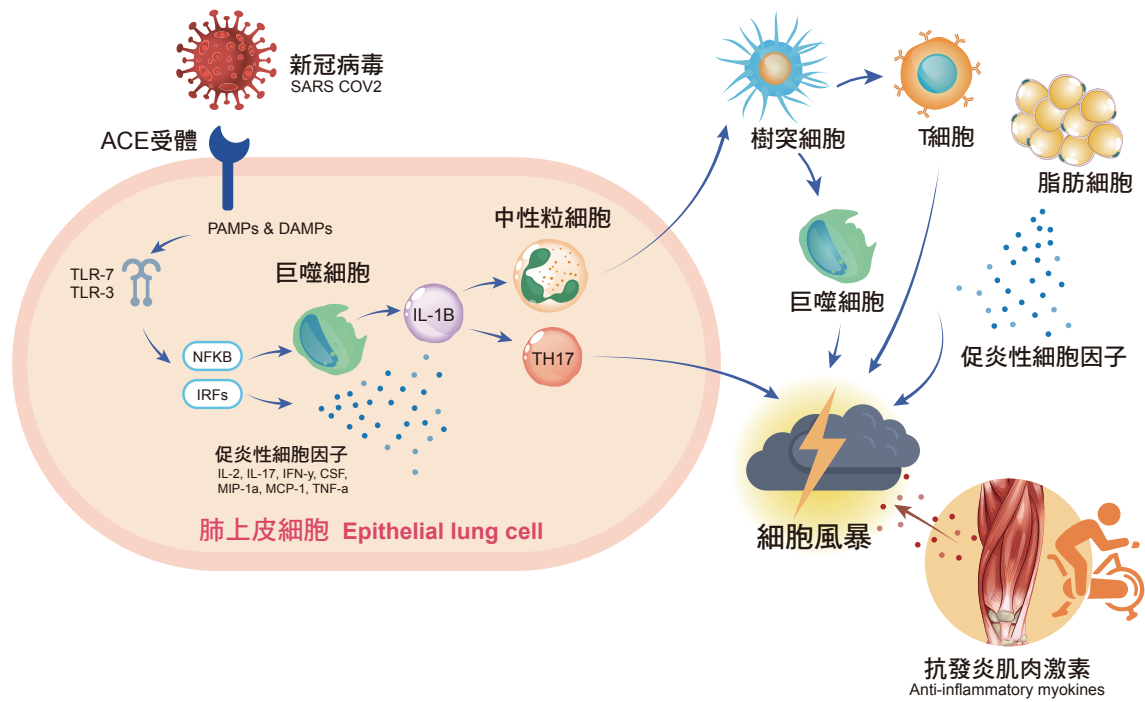 新冠病毒
SARS COV2
ACE受體
PAMPs & DAMPs
TLR-7
TLR-3
NFKB
IRFs
巨噬細胞
IL-1B
中性粒細胞
TH17
促炎性細胞因子
IL-2, IL-17, IFN-y, CSF,
MIP-1a, MCP-1, TNF-a
肺上皮細胞 Epithelial lung cell
樹突細胞
T細胞
脂肪細胞
巨噬細胞
促炎性細胞因子
細胞風暴
抗發炎肌肉激素
Anti-inflammatory myokines